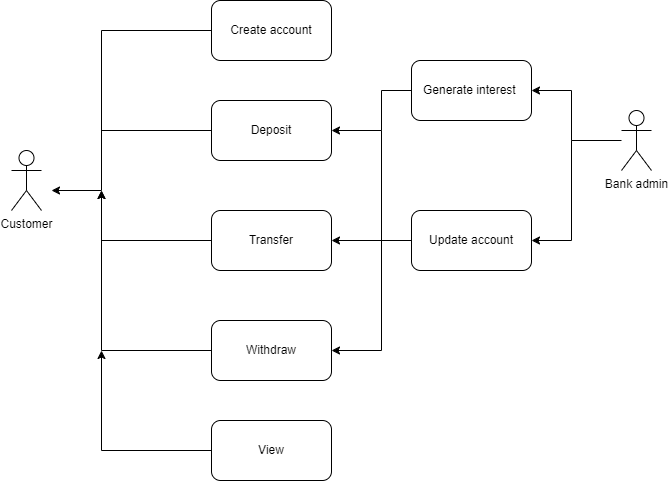 Create account
Generate interest
Deposit
Bank admin
Customer
Transfer
Update account
Withdraw
View